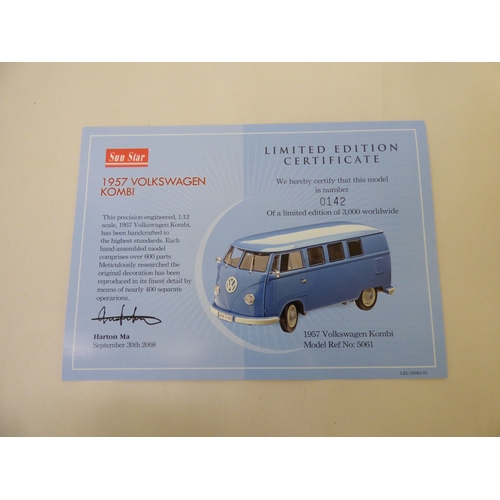 Sun Star
1957 VOLKSWAGEN
KOMBI
This precision engineered, 1:12
scale, 1957 Volkswagen Kombi,
has been handcrafted to
the highest standards. Each
hand-assembled model
comprises over 600 parts
Meticulously researched the
original decoration has been
reproduced in its finest detail by
means of nearly 400 separate
operarions.
Harton Ma
September 30th 2008
LIMITED EDITION
CERTIFICATE
We hereby certify that this model
is number
0142
Of a limited edition of 3,000 worldwide
1957 Volkswagen Kombi
Model Ref No: 5061